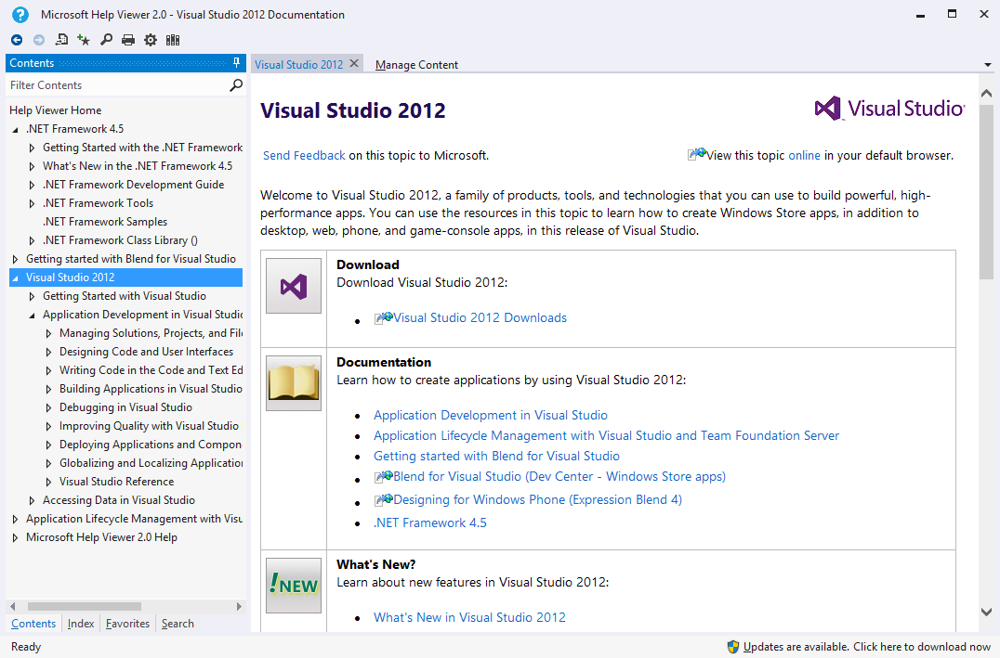 Microsoft Help Viewer 2.0 - Visual Studio 2012 Documentation
Contents
Filter Contents
Help Viewer Home
.NET Framework 4.5
Getting Started with the .NET Framework
What's New in the .NET Framework 4.5
.NET Framework Development Guide
.NET Framework Tools
.NET Framework Samples
.NET Framework Class Library ()
Getting started with Blend for Visual Studio
Visual Studio 2012
Getting Started with Visual Studio
Application Development in Visual Studio
Managing Solutions, Projects, and File
Designing Code and User Interfaces
Writing Code in the Code and Text Ed
Building Applications in Visual Studio
Debugging in Visual Studio
Improving Quality with Visual Studio
Deploying Applications and Compon
Globalizing and Localizing Application
Visual Studio Reference
Accessing Data in Visual Studio
Application Lifecycle Management with Visu
Microsoft Help Viewer 2.0 Help
Contents Index Favorites Search
Visual Studio 2012 Manage Content
Visual Studio 2012
Visual Studio
Send Feedback on this topic to Microsoft.
View this topic online in your default browser.
Welcome to Visual Studio 2012, a family of products, tools, and technologies that you can use to build powerful, high-
performance apps. You can use the resources in this topic to learn how to create Windows Store apps, in addition to
desktop, web, phone, and game-console apps, in this release of Visual Studio.
Download
Download Visual Studio 2012:
• Visual Studio 2012 Downloads
Documentation
Learn how to create applications by using Visual Studio 2012:
• Application Development in Visual Studio
• Application Lifecycle Management with Visual Studio and Team Foundation Server
• Getting started with Blend for Visual Studio
• Blend for Visual Studio (Dev Center - Windows Store apps)
• Designing for Windows Phone (Expression Blend 4)
• .NET Framework 4.5
!NEW
What's New?
Learn about new features in Visual Studio 2012:
• What's New in Visual Studio 2012
Ready
Updates are available. Click here to download now